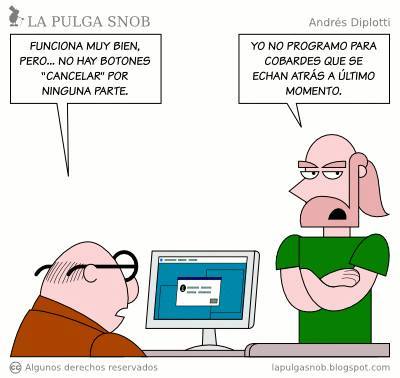 LA PULGA SNOB
Andrés Diplotti
FUNCIONA MUY BIEN,
PERO... NO HAY BOTONES
"CANCELAR" POR
NINGUNA PARTE.
YO NO PROGRAMO PARA
COBARDES QUE SE
ECHAN ATRÁS A ÚLTIMO
MOMENTO.
cc Algunos derechos reservados
lapulgasnob.blogspot.com